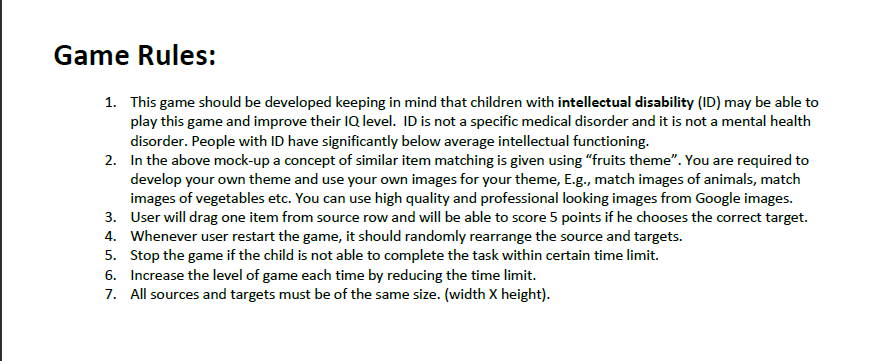 Game Rules:
1. This game should be developed keeping in mind that children with intellectual disability (ID) may be able to
play this game and improve their IQ level. ID is not a specific medical disorder and it is not a mental health
disorder. People with ID have significantly below average intellectual functioning.
2. In the above mock-up a concept of similar item matching is given using “fruits theme”. You are required to
develop your own theme and use your own images for your theme, E.g., match images of animals, match
images of vegetables etc. You can use high quality and professional looking images from Google images.
3. User will drag one item from source row and will be able to score 5 points if he chooses the correct target.
4. Whenever user restart the game, it should randomly rearrange the source and targets.
5. Stop the game if the child is not able to complete the task within certain time limit.
6. Increase the level of game each time by reducing the time limit.
7. All sources and targets must be of the same size. (width X height).